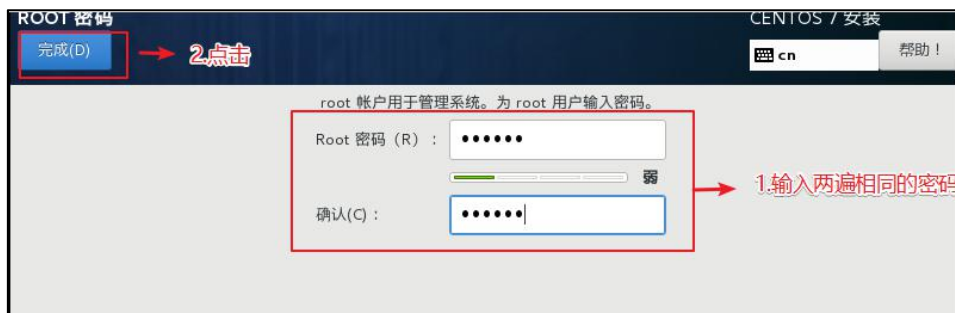 ROOT 密码
CENTOS 7 安装
完成(D)
2.点击
cn
帮助！
root 帐户用于管理系统。为 root 用户输入密码。
Root 密码（R）：
••••••
弱
1.输入两遍相同的密码
确认(C)：
••••••